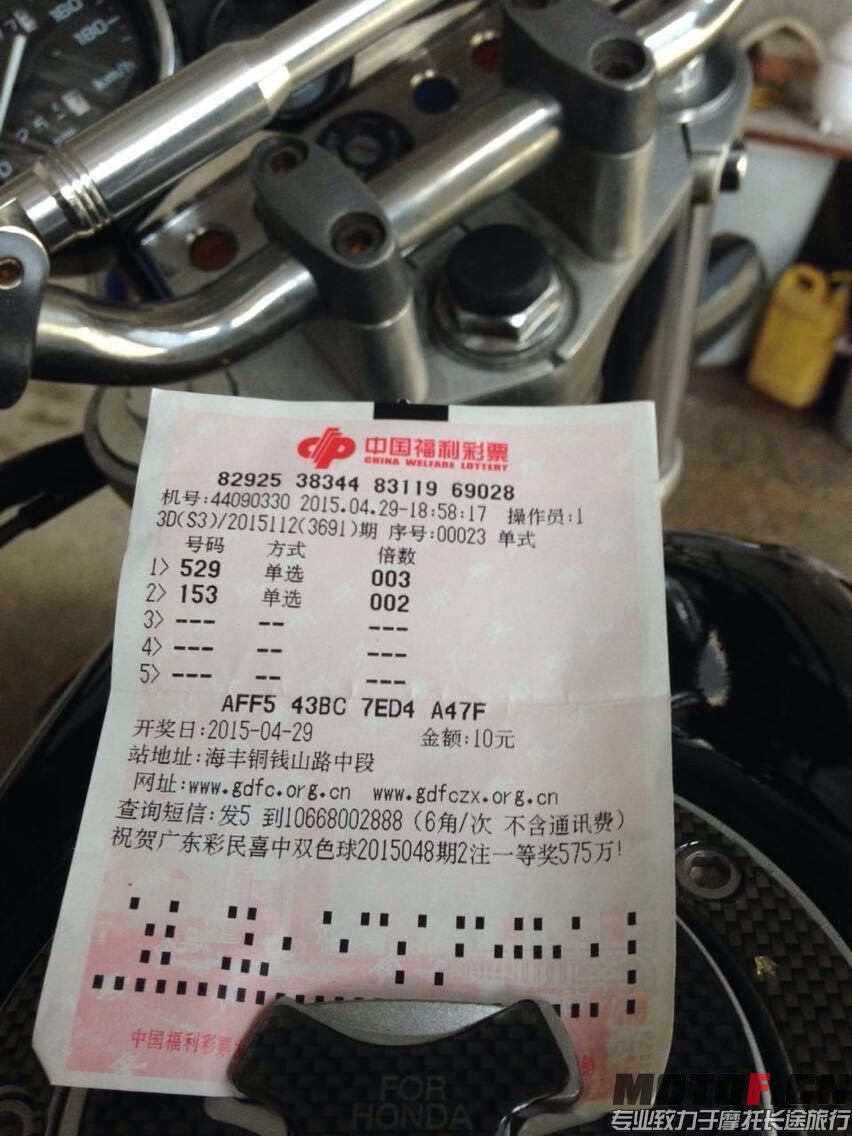 160
180
km/h
中国福利彩票
CHINA WELFARE LOTTERY
82925 38344 83119 69028
机号:44090330 2015.04.29-18:58:17 操作员:1
3D(S3)/2015112(3691)期 序号:00023 单式
号码 方式 倍数
1> 529 单选 003
2> 153 单选 002
3> --- -- ---
4> --- -- ---
5> --- -- ---
AFF5 43BC 7ED4 A47F
开奖日:2015-04-29 金额:10元
站地址:海丰铜钱山路中段
网址:www.gdfc.org.cn www.gdfczx.org.cn
查询短信:发5 到10668002888(6角/次 不含通讯费)
祝贺广东彩民喜中双色球2015048期2注一等奖575万!
中国福利彩票
销
FOR
HONDA
MOTOF.CN
专业致力于摩托长途旅行